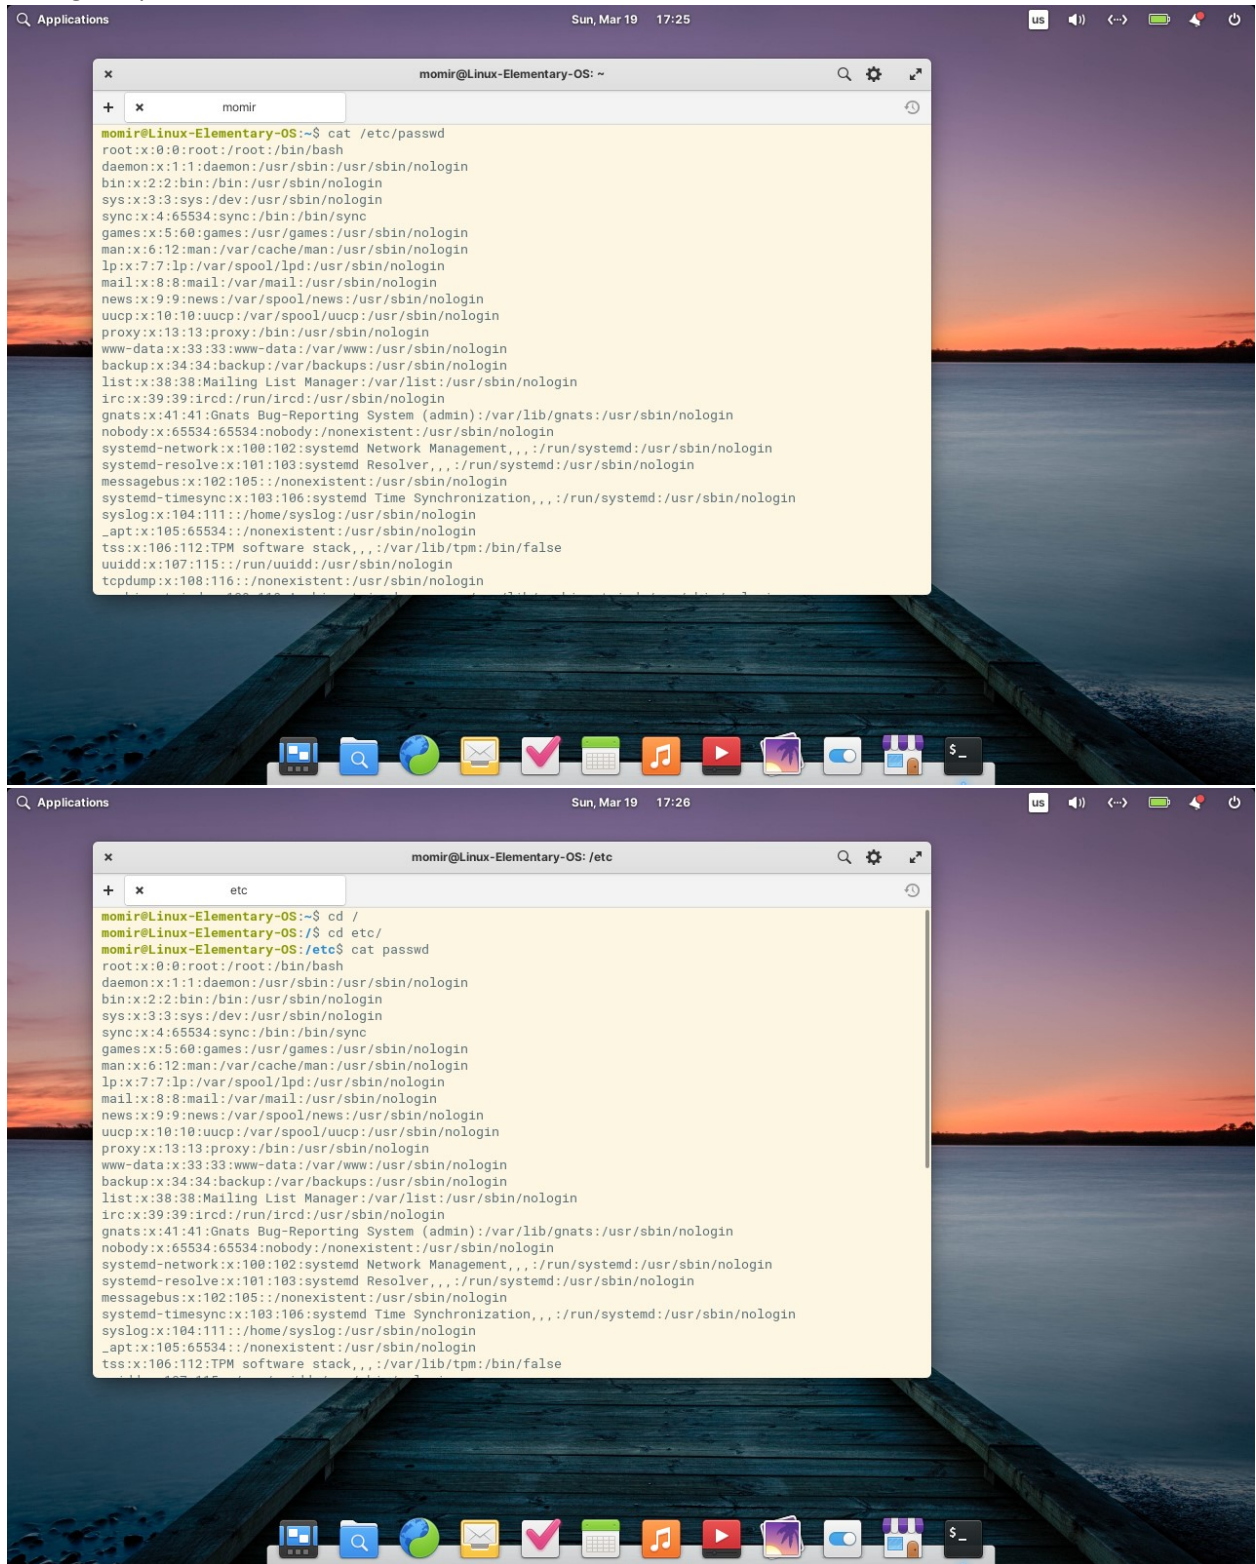 Applications
Sun, Mar 19 17:25
us
momir@Linux-Elementary-OS: ~
momir
momir@Linux-Elementary-OS:~$ cat /etc/passwd
root:x:0:0:root:/root:/bin/bash
daemon:x:1:1:daemon:/usr/sbin:/usr/sbin/nologin
bin:x:2:2:bin:/bin:/usr/sbin/nologin
sys:x:3:3:sys:/dev:/usr/sbin/nologin
sync:x:4:65534:sync:/bin:/bin/sync
games:x:5:60:games:/usr/games:/usr/sbin/nologin
man:x:6:12:man:/var/cache/man:/usr/sbin/nologin
lp:x:7:7:lp:/var/spool/lpd:/usr/sbin/nologin
mail:x:8:8:mail:/var/mail:/usr/sbin/nologin
news:x:9:9:news:/var/spool/news:/usr/sbin/nologin
uucp:x:10:10:uucp:/var/spool/uucp:/usr/sbin/nologin
proxy:x:13:13:proxy:/bin:/usr/sbin/nologin
www-data:x:33:33:www-data:/var/www:/usr/sbin/nologin
backup:x:34:34:backup:/var/backups:/usr/sbin/nologin
list:x:38:38:Mailing List Manager:/var/list:/usr/sbin/nologin
irc:x:39:39:ircd:/run/ircd:/usr/sbin/nologin
gnats:x:41:41:Gnats Bug-Reporting System (admin):/var/lib/gnats:/usr/sbin/nologin
nobody:x:65534:65534:nobody:/nonexistent:/usr/sbin/nologin
systemd-network:x:100:102:systemd Network Management,,,:/run/systemd:/usr/sbin/nologin
systemd-resolve:x:101:103:systemd Resolver,,,:/run/systemd:/usr/sbin/nologin
messagebus:x:102:105::/nonexistent:/usr/sbin/nologin
systemd-timesync:x:103:106:systemd Time Synchronization,,,:/run/systemd:/usr/sbin/nologin
syslog:x:104:111::/home/syslog:/usr/sbin/nologin
_apt:x:105:65534::/nonexistent:/usr/sbin/nologin
tss:x:106:112:TPM software stack,,,:/var/lib/tpm:/bin/false
uuidd:x:107:115::/run/uuidd:/usr/sbin/nologin
tcpdump:x:108:116::/nonexistent:/usr/sbin/nologin
$_
Applications
Sun, Mar 19 17:26
us
momir@Linux-Elementary-OS: /etc
etc
momir@Linux-Elementary-OS:~$ cd /
momir@Linux-Elementary-OS:/$ cd etc/
momir@Linux-Elementary-OS:/etc$ cat passwd
root:x:0:0:root:/root:/bin/bash
daemon:x:1:1:daemon:/usr/sbin:/usr/sbin/nologin
bin:x:2:2:bin:/bin:/usr/sbin/nologin
sys:x:3:3:sys:/dev:/usr/sbin/nologin
sync:x:4:65534:sync:/bin:/bin/sync
games:x:5:60:games:/usr/games:/usr/sbin/nologin
man:x:6:12:man:/var/cache/man:/usr/sbin/nologin
lp:x:7:7:lp:/var/spool/lpd:/usr/sbin/nologin
mail:x:8:8:mail:/var/mail:/usr/sbin/nologin
news:x:9:9:news:/var/spool/news:/usr/sbin/nologin
uucp:x:10:10:uucp:/var/spool/uucp:/usr/sbin/nologin
proxy:x:13:13:proxy:/bin:/usr/sbin/nologin
www-data:x:33:33:www-data:/var/www:/usr/sbin/nologin
backup:x:34:34:backup:/var/backups:/usr/sbin/nologin
list:x:38:38:Mailing List Manager:/var/list:/usr/sbin/nologin
irc:x:39:39:ircd:/run/ircd:/usr/sbin/nologin
gnats:x:41:41:Gnats Bug-Reporting System (admin):/var/lib/gnats:/usr/sbin/nologin
nobody:x:65534:65534:nobody:/nonexistent:/usr/sbin/nologin
systemd-network:x:100:102:systemd Network Management,,,:/run/systemd:/usr/sbin/nologin
systemd-resolve:x:101:103:systemd Resolver,,,:/run/systemd:/usr/sbin/nologin
messagebus:x:102:105::/nonexistent:/usr/sbin/nologin
systemd-timesync:x:103:106:systemd Time Synchronization,,,:/run/systemd:/usr/sbin/nologin
syslog:x:104:111::/home/syslog:/usr/sbin/nologin
_apt:x:105:65534::/nonexistent:/usr/sbin/nologin
tss:x:106:112:TPM software stack,,,:/var/lib/tpm:/bin/false
$_